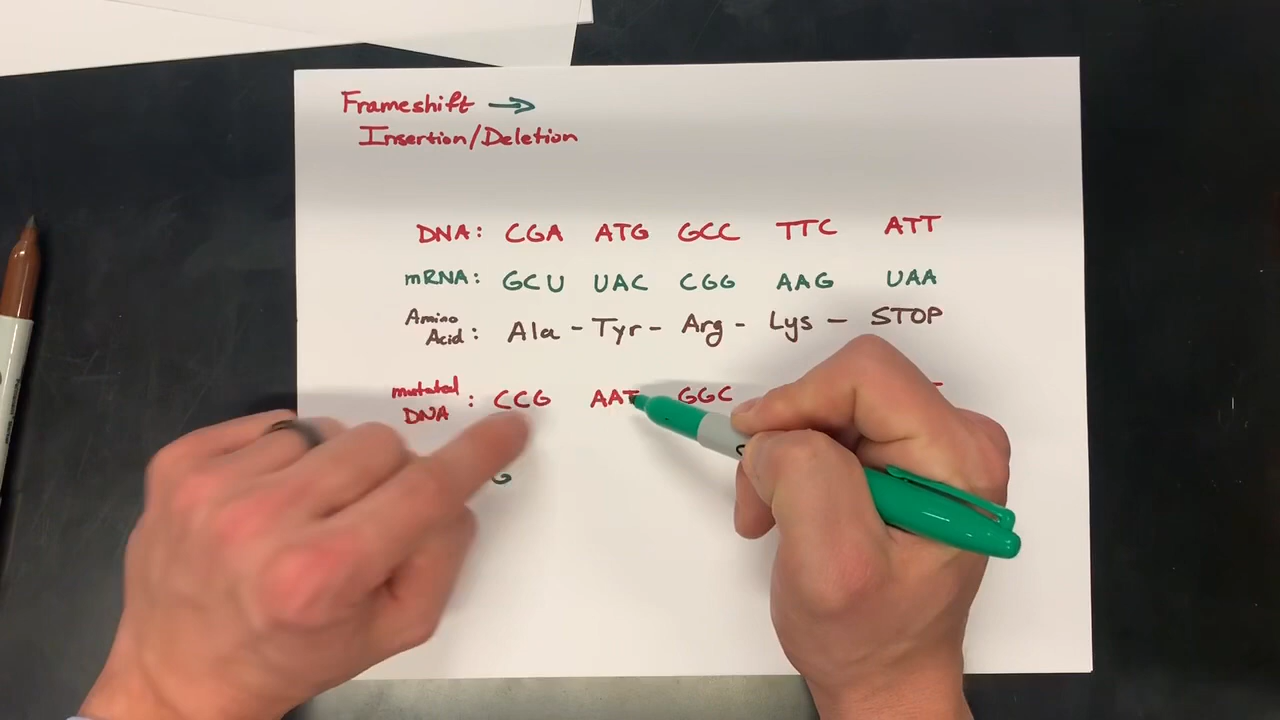 Frameshift →
Insertion/Deletion
DNA: CGA ATG GCC TTC ATT
mRNA: GCU UAC CGG AAG UAA
Amino Acid: Ala - Tyr - Arg - Lys - STOP
mutated DNA: CCG AAT GGC
G